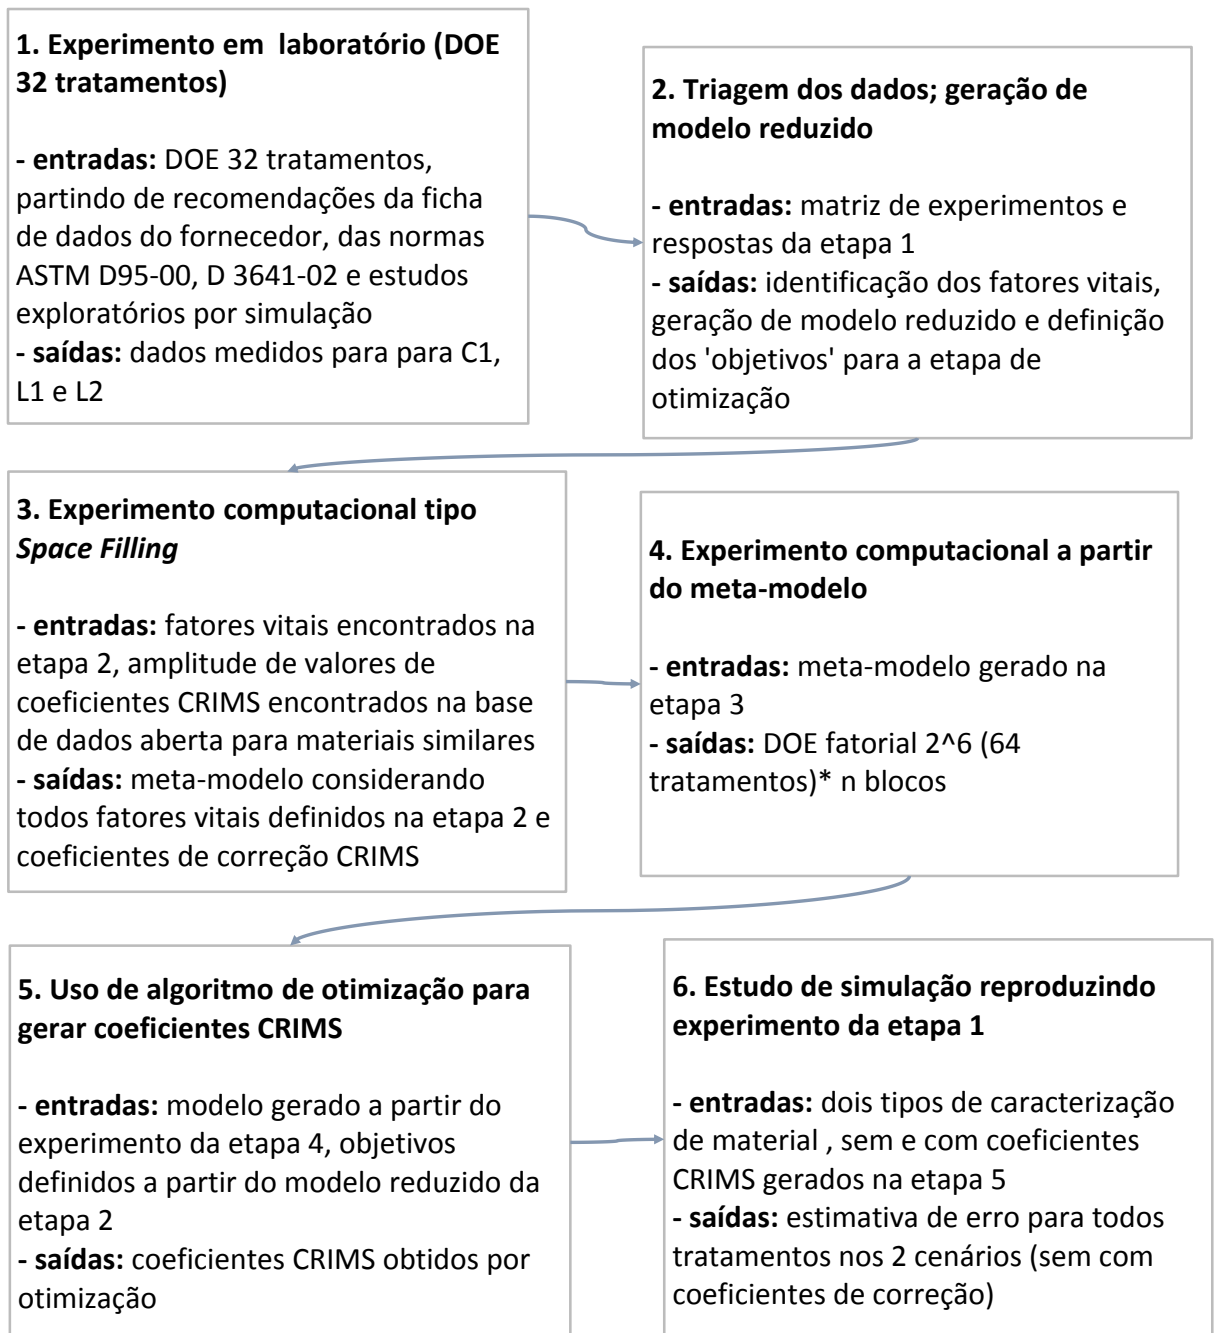 1. Experimento em  laboratório (DOE
32 tratamentos)
- entradas: DOE 32 tratamentos,
partindo de recomendações da ficha
de dados do fornecedor, das normas
ASTM D95-00, D 3641-02 e estudos
exploratórios por simulação
- saídas: dados medidos para para C1,
L1 e L2
2. Triagem dos dados; geração de
modelo reduzido
- entradas: matriz de experimentos e
respostas da etapa 1
- saídas: identificação dos fatores vitais,
geração de modelo reduzido e definição
dos 'objetivos' para a etapa de
otimização
3. Experimento computacional tipo
Space Filling
- entradas: fatores vitais encontrados na
etapa 2, amplitude de valores de
coeficientes CRIMS encontrados na base
de dados aberta para materiais similares
- saídas: meta-modelo considerando
todos fatores vitais definidos na etapa 2 e
coeficientes de correção CRIMS
4. Experimento computacional a partir
do meta-modelo
- entradas: meta-modelo gerado na
etapa 3
- saídas: DOE fatorial 2^6 (64
tratamentos)* n blocos
5. Uso de algoritmo de otimização para
gerar coeficientes CRIMS
- entradas: modelo gerado a partir do
experimento da etapa 4, objetivos
definidos a partir do modelo reduzido da
etapa 2
- saídas: coeficientes CRIMS obtidos por
otimização
6. Estudo de simulação reproduzindo
experimento da etapa 1
- entradas: dois tipos de caracterização
de material , sem e com coeficientes
CRIMS gerados na etapa 5
- saídas: estimativa de erro para todos
tratamentos nos 2 cenários (sem com
coeficientes de correção)